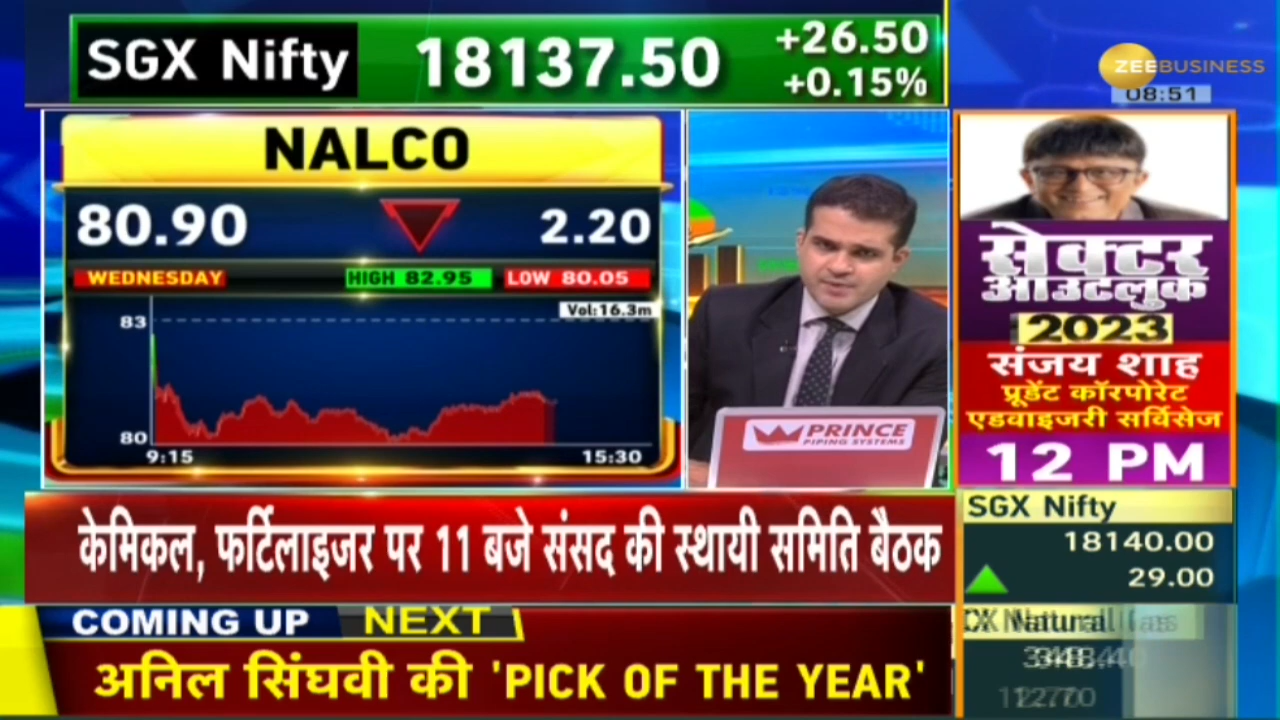 SGX Nifty 18137.50 +26.50
+0.15%
ZEEBUSINESS
08:51
NALCO
80.90 2.20
WEDNESDAY HIGH 82.95 LOW 80.05
Vol:16.3m
83
80
9:15 15:30
PRINCE
PIPING SYSTEMS
सेक्टर
आउटलुक
2023
संजय शाह
प्रूडेंट कॉरपोरेट
एडवाइजरी सर्विसेज
12 PM
केमिकल, फर्टिलाइजर पर 11 बजे संसद की स्थायी समिति बैठक
SGX Nifty
18140.00
29.00
Natural
COMING UP NEXT
अनिल सिंघवी की 'PICK OF THE YEAR'